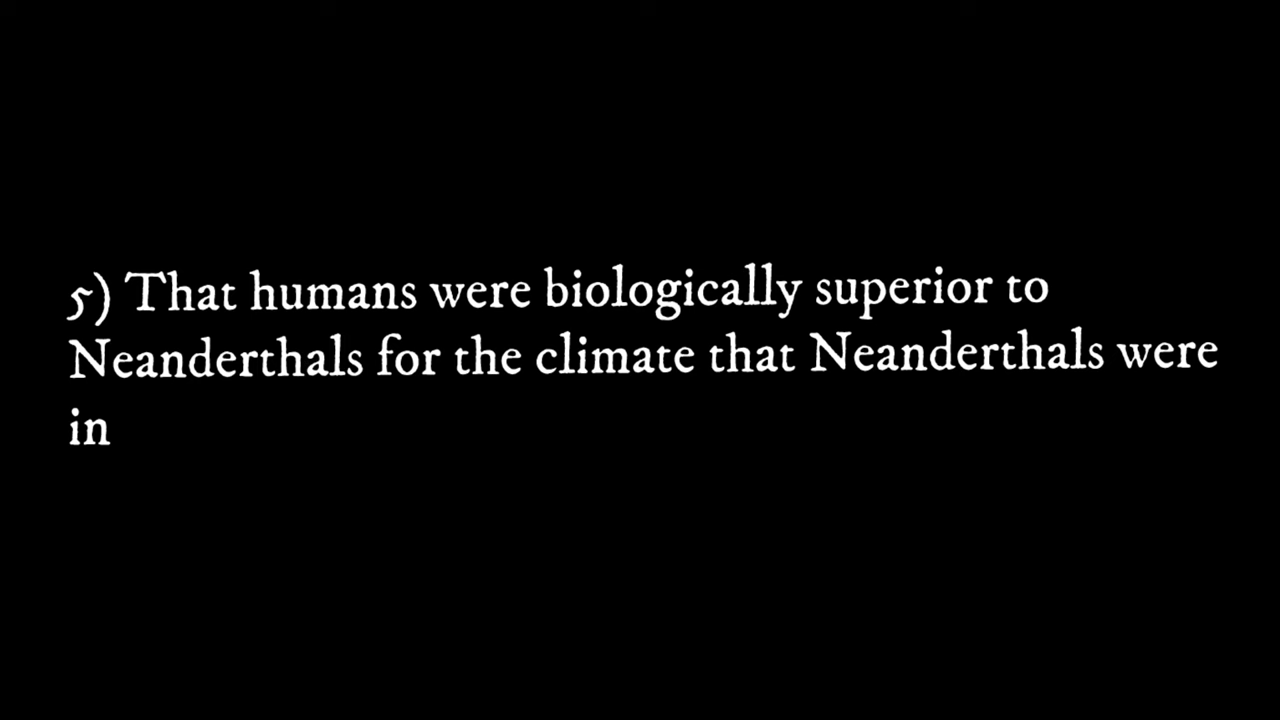 5) That humans were biologically superior to
Neanderthals for the climate that Neanderthals were
in